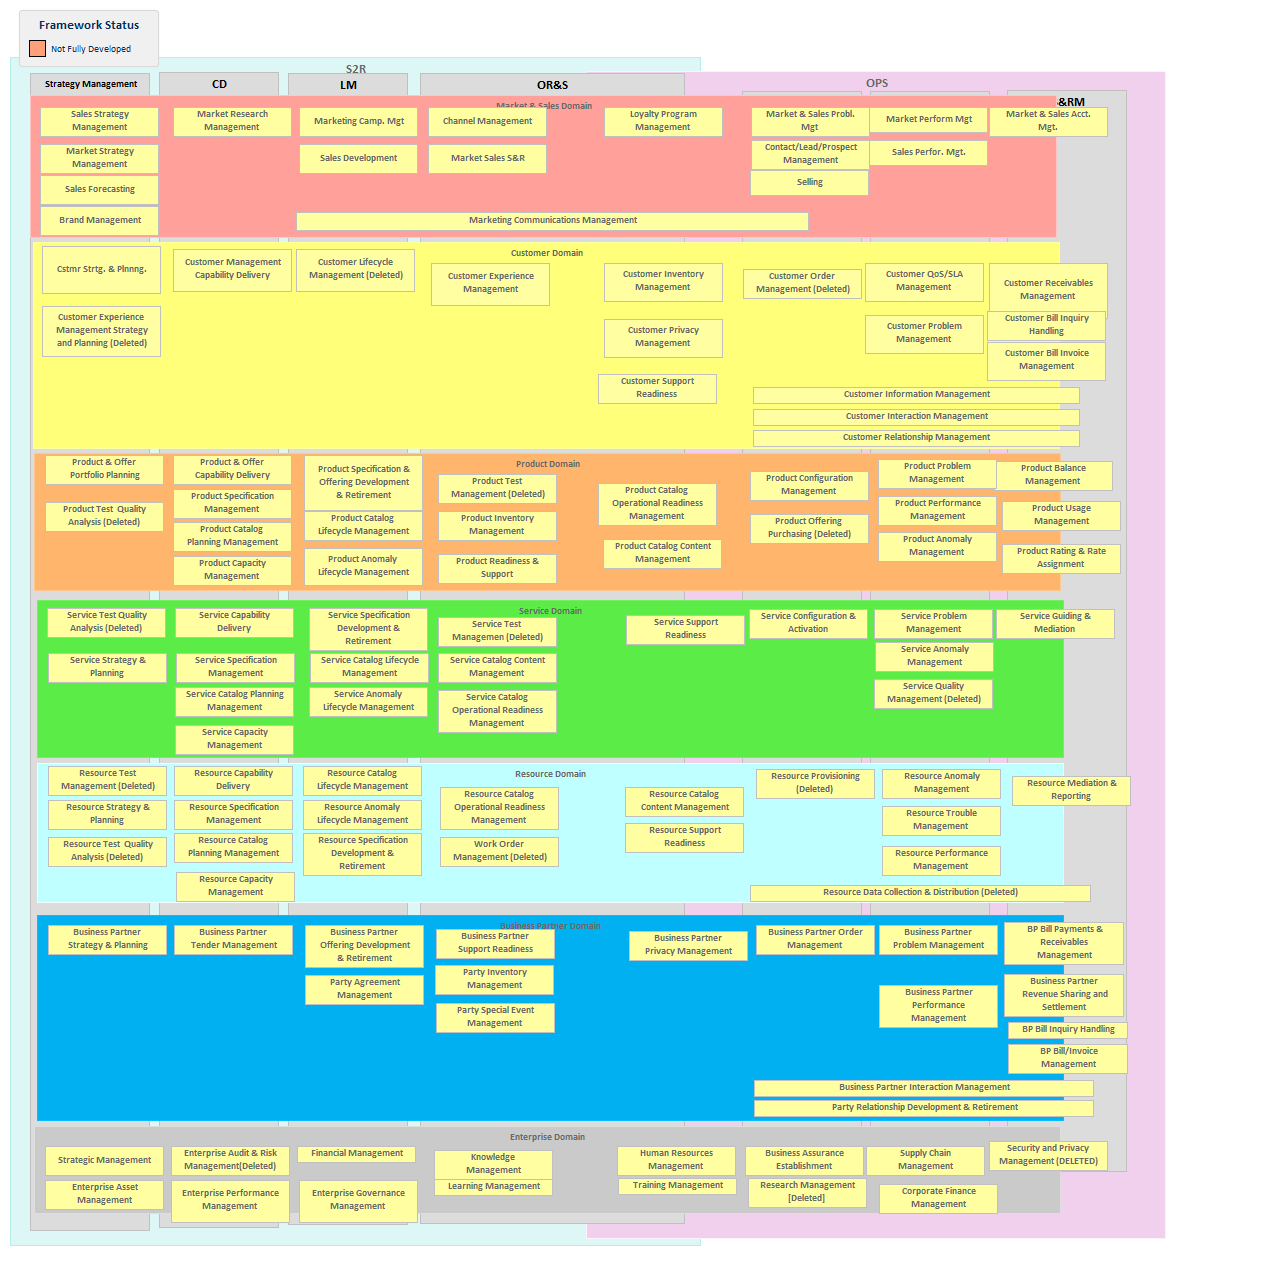 Framework Status
Not Fully Developed
S2R
OPS
Strategy Management
CD
LM
OR&S
&RM
Market & Sales Domain
Sales Strategy
Management
Market Research
Management
Marketing Camp. Mgt
Channel Management
Loyalty Program
Management
Market & Sales Probl.
Mgt
Market Perform Mgt
Market & Sales Acct.
Mgt.
Market Strategy
Management
Sales Development
Market Sales S&R
Contact/Lead/Prospect
Management
Sales Perfor. Mgt.
Sales Forecasting
Selling
Brand Management
Marketing Communications Management
Customer Domain
Cstmr Strtg. & Plnnng.
Customer Management
Capability Delivery
Customer Lifecycle
Management (Deleted)
Customer Experience
Management
Customer Inventory
Management
Customer Order
Management (Deleted)
Customer QoS/SLA
Management
Customer Receivables
Management
Customer Experience
Management Strategy
and Planning (Deleted)
Customer Privacy
Management
Customer Problem
Management
Customer Bill Inquiry
Handling
Customer Bill Invoice
Management
Customer Support
Readiness
Customer Information Management
Customer Interaction Management
Customer Relationship Management
Product Domain
Product & Offer
Portfolio Planning
Product & Offer
Capability Delivery
Product Specification &
Offering Development
& Retirement
Product Test
Management (Deleted)
Product Catalog
Operational Readiness
Management
Product Configuration
Management
Product Problem
Management
Product Balance
Management
Product Test  Quality
Analysis (Deleted)
Product Specification
Management
Product Catalog
Lifecycle Management
Product Inventory
Management
Product Offering
Purchasing (Deleted)
Product Performance
Management
Product Usage
Management
Product Catalog
Planning Management
Product Anomaly
Lifecycle Management
Product Readiness &
Support
Product Catalog Content
Management
Product Anomaly
Management
Product Rating & Rate
Assignment
Product Capacity
Management
Service Domain
Service Test Quality
Analysis (Deleted)
Service Capability
Delivery
Service Specification
Development &
Retirement
Service Test
Managemen (Deleted)
Service Support
Readiness
Service Configuration &
Activation
Service Problem
Management
Service Guiding &
Mediation
Service Strategy &
Planning
Service Specification
Management
Service Catalog Lifecycle
Management
Service Catalog Content
Management
Service Anomaly
Management
Service Catalog Planning
Management
Service Anomaly
Lifecycle Management
Service Catalog
Operational Readiness
Management
Service Quality
Management (Deleted)
Service Capacity
Management
Resource Domain
Resource Test
Management (Deleted)
Resource Capability
Delivery
Resource Catalog
Lifecycle Management
Resource Catalog
Operational Readiness
Management
Resource Catalog
Content Management
Resource Provisioning
(Deleted)
Resource Anomaly
Management
Resource Mediation &
Reporting
Resource Strategy &
Planning
Resource Specification
Management
Resource Anomaly
Lifecycle Management
Resource Support
Readiness
Resource Trouble
Management
Resource Test  Quality
Analysis (Deleted)
Resource Catalog
Planning Management
Resource Specification
Development &
Retirement
Work Order
Management (Deleted)
Resource Performance
Management
Resource Capacity
Management
Resource Data Collection & Distribution (Deleted)
Business Partner Domain
Business Partner
Strategy & Planning
Business Partner
Tender Management
Business Partner
Offering Development
& Retirement
Business Partner
Support Readiness
Business Partner
Privacy Management
Business Partner Order
Management
Business Partner
Problem Management
BP Bill Payments &
Receivables
Management
Party Agreement
Management
Party Inventory
Management
Business Partner
Performance
Management
Business Partner
Revenue Sharing and
Settlement
Party Special Event
Management
BP Bill Inquiry Handling
BP Bill/Invoice
Management
Business Partner Interaction Management
Party Relationship Development & Retirement
Enterprise Domain
Strategic Management
Enterprise Audit & Risk
Management(Deleted)
Financial Management
Knowledge
Management
Human Resources
Management
Business Assurance
Establishment
Supply Chain
Management
Security and Privacy
Management (DELETED)
Enterprise Asset
Management
Enterprise Performance
Management
Enterprise Governance
Management
Learning Management
Training Management
Research Management
[Deleted]
Corporate Finance
Management